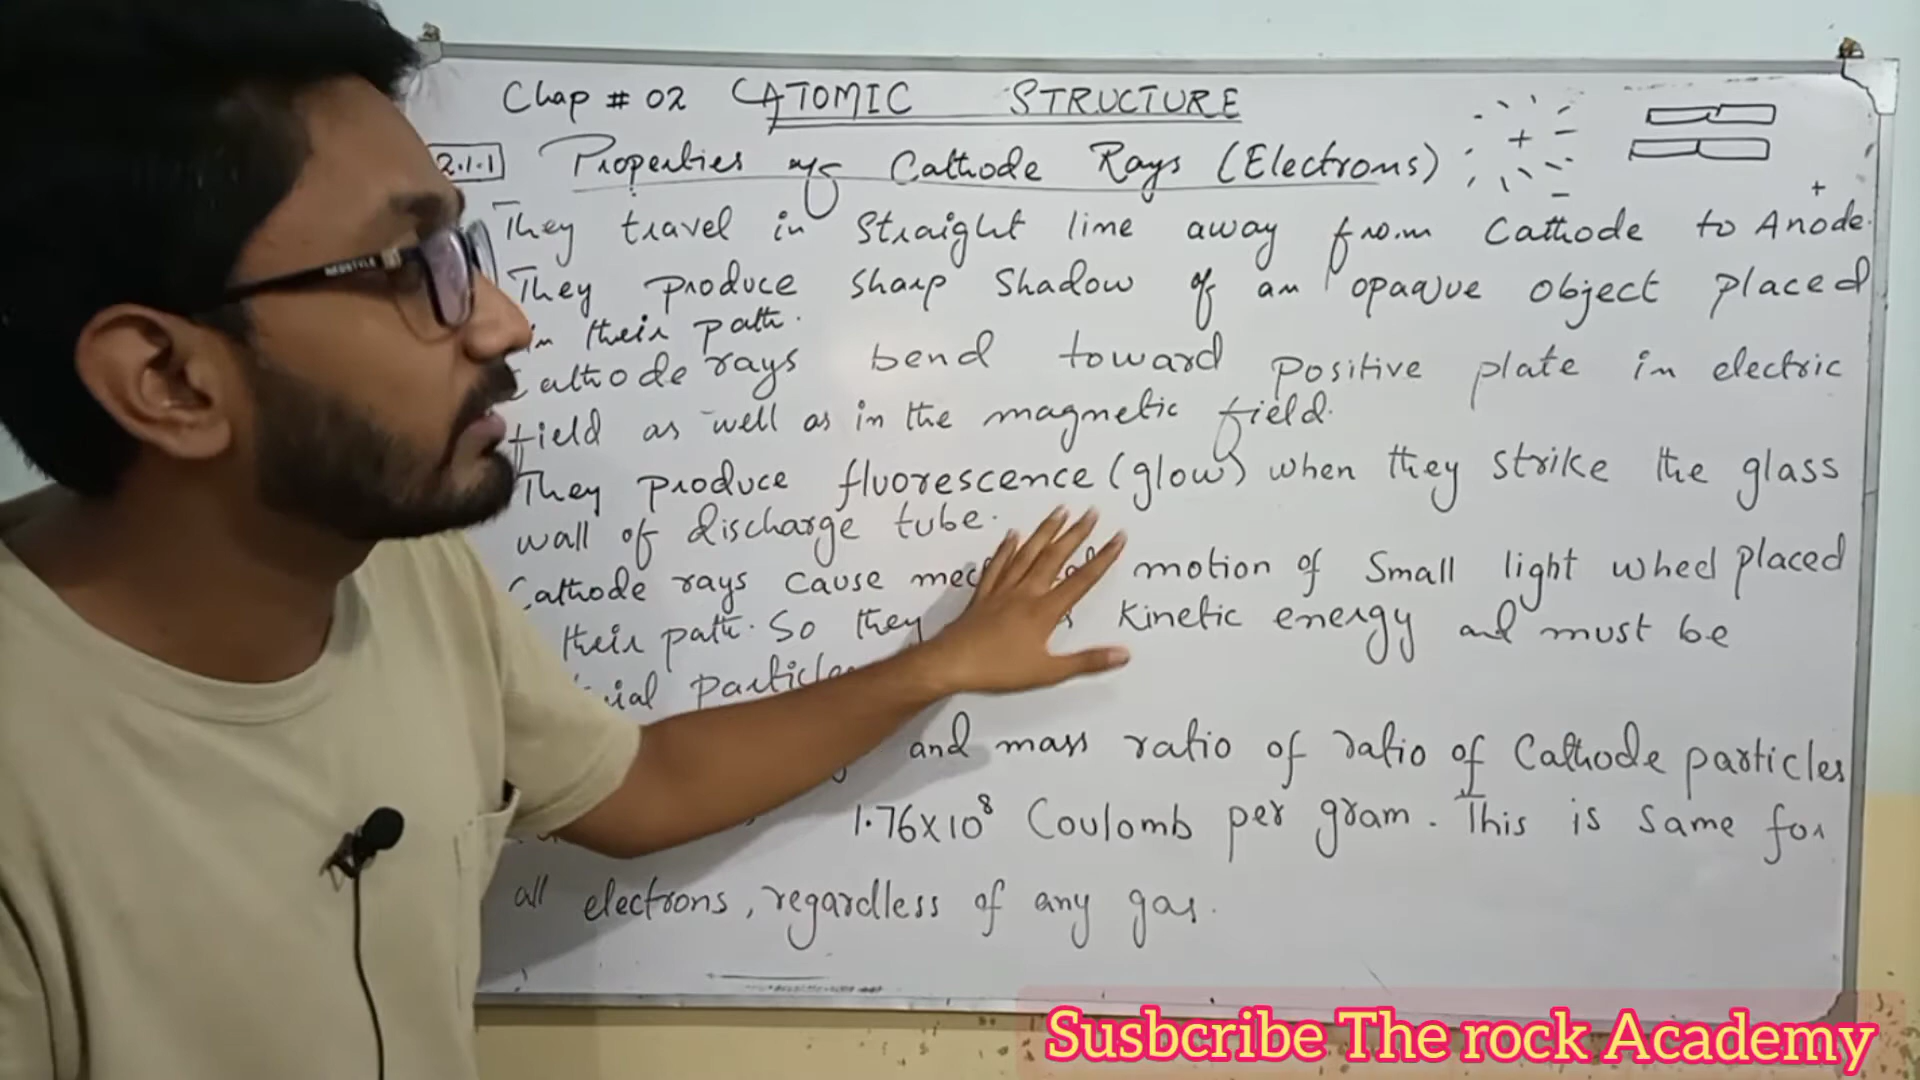 Chap # 02 ATOMIC STRUCTURE
2.1.1 Properties of Cathode Rays (Electrons)
They travel in straight line away from Cathode to Anode.
They produce sharp shadow of an opaque object placed
in their path.
Cathode rays bend toward positive plate in electric
field as well as in the magnetic field.
They produce fluorescence (glow) when they strike the glass
wall of discharge tube.
Cathode rays cause motion of small light wheel placed
their path. So they Kinetic energy and must be
and mass ratio of ratio of Cathode particles
1.76x10⁸ Coulomb per gram. This is same for
all electrons, regardless of any gas.
NEOSTYLE
Susbcribe The rock Academy